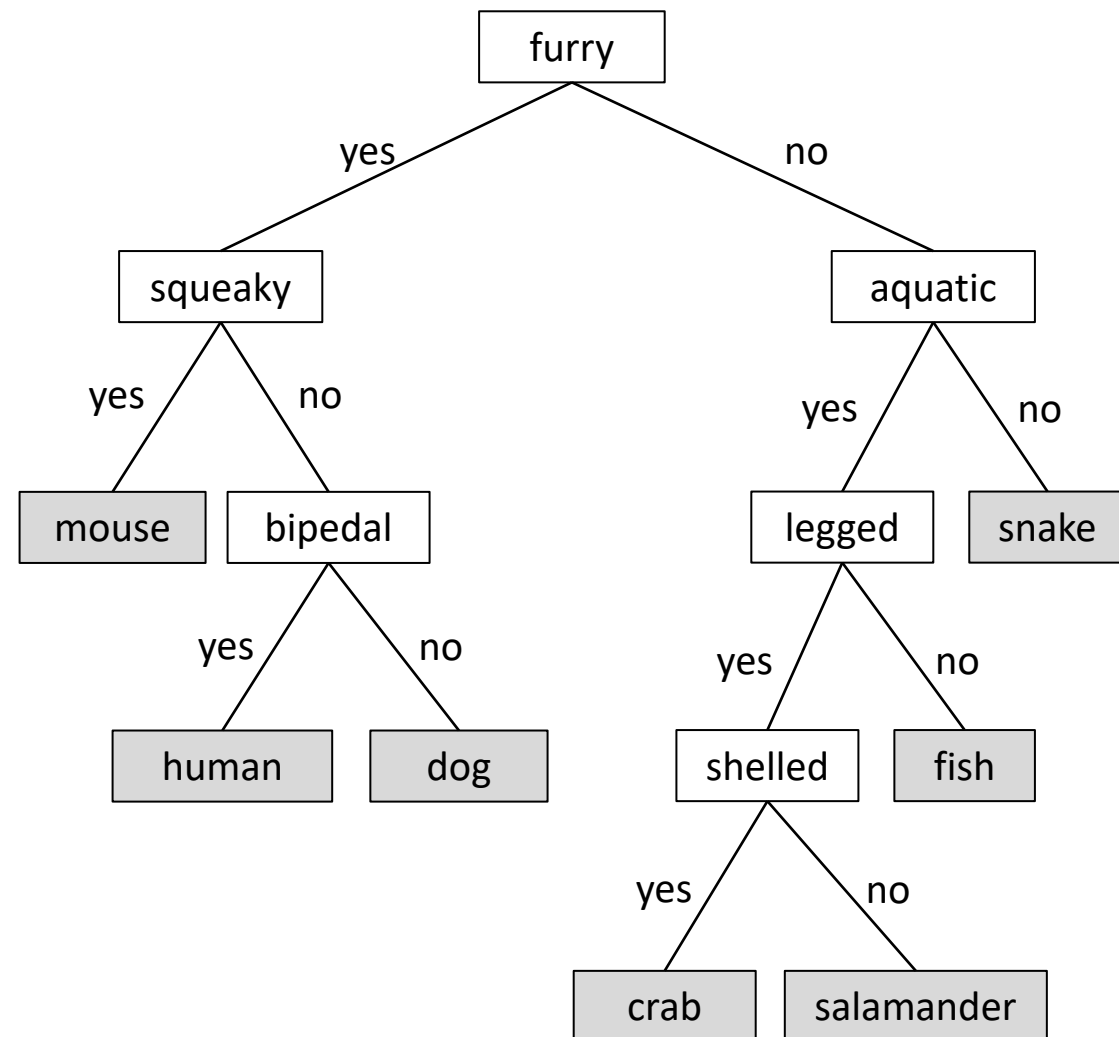 furry
yes
no
squeaky
aquatic
yes
no
yes
no
mouse
bipedal
legged
snake
yes
no
yes
no
human
dog
shelled
fish
yes
no
crab
salamander